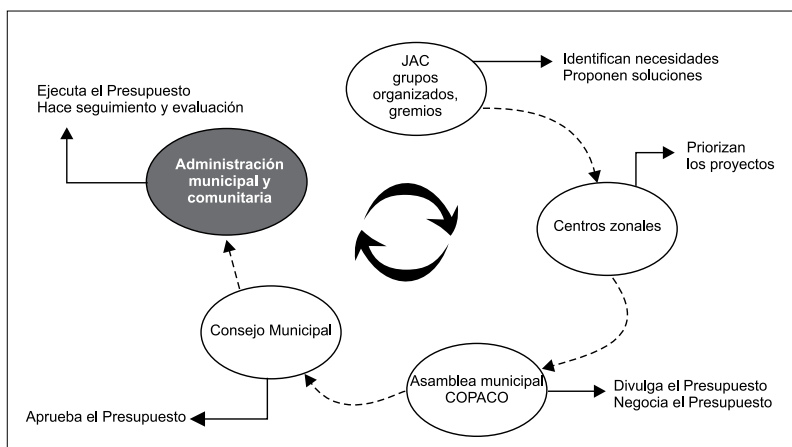 JAC
grupos
organizados,
gremios
Identifican necesidades
Proponen soluciones
Priorizan
los proyectos
Centros zonales
Asamblea municipal
COPACO
Divulga el Presupuesto
Negocia el Presupuesto
Consejo Municipal
Aprueba el Presupuesto
Administración
municipal y
comunitaria
Ejecuta el Presupuesto
Hace seguimiento y evaluación